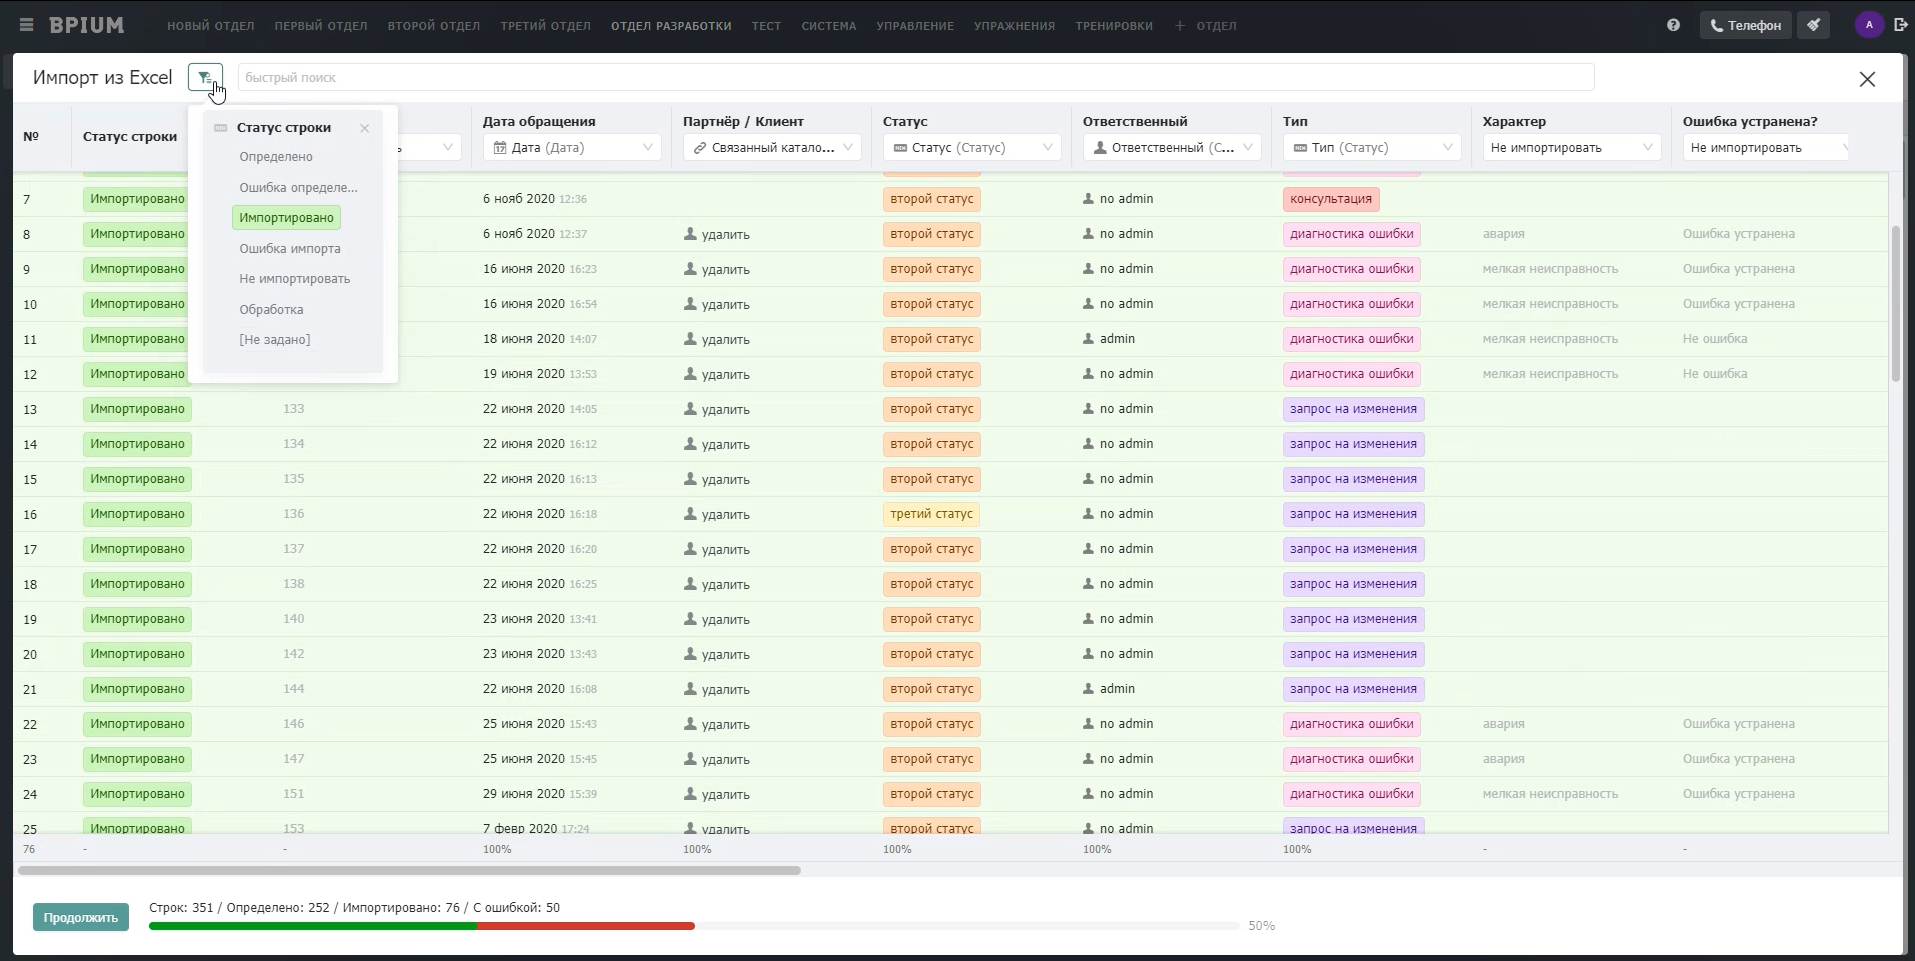 BPIUM НОВЫЙ ОТДЕЛ ПЕРВЫЙ ОТДЕЛ ВТОРОЙ ОТДЕЛ ТРЕТИЙ ОТДЕЛ ОТДЕЛ РАЗРАБОТКИ ТЕСТ СИСТЕМА УПРАВЛЕНИЕ УПРАЖНЕНИЯ ТРЕНИРОВКИ + ОТДЕЛ ? Телефон A
Импорт из Excel быстрый поиск
№ Статус строки Дата обращения Партнёр / Клиент Статус Ответственный Тип Характер Ошибка устранена?
17 Дата (Дата) Связанный катало... Статус (Статус) Ответственный (С... Тип (Статус) Не импортировать Не импортировать
Статус строки
Определено
Ошибка определе...
Импортировано
Ошибка импорта
Не импортировать
Обработка
[Не задано]
7 Импортировано 6 нояб 2020 12:36 второй статус no admin консультация
8 Импортировано 6 нояб 2020 12:37 удалить второй статус no admin диагностика ошибки авария Ошибка устранена
9 Импортировано 16 июня 2020 16:23 удалить второй статус no admin диагностика ошибки мелкая неисправность Ошибка устранена
10 Импортировано 16 июня 2020 16:54 удалить второй статус no admin диагностика ошибки мелкая неисправность Ошибка устранена
11 Импортировано 18 июня 2020 14:07 удалить второй статус admin диагностика ошибки мелкая неисправность Не ошибка
12 Импортировано 19 июня 2020 13:53 удалить второй статус no admin диагностика ошибки мелкая неисправность Не ошибка
13 Импортировано 133 22 июня 2020 14:05 удалить второй статус no admin запрос на изменения
14 Импортировано 134 22 июня 2020 16:12 удалить второй статус no admin запрос на изменения
15 Импортировано 135 22 июня 2020 16:13 удалить второй статус no admin запрос на изменения
16 Импортировано 136 22 июня 2020 16:18 удалить третий статус no admin запрос на изменения
17 Импортировано 137 22 июня 2020 16:20 удалить второй статус no admin запрос на изменения
18 Импортировано 138 22 июня 2020 16:25 удалить второй статус no admin запрос на изменения
19 Импортировано 140 23 июня 2020 13:41 удалить второй статус no admin запрос на изменения
20 Импортировано 142 23 июня 2020 13:43 удалить второй статус no admin запрос на изменения
21 Импортировано 144 22 июня 2020 16:08 удалить второй статус admin запрос на изменения
22 Импортировано 146 25 июня 2020 15:43 удалить второй статус no admin диагностика ошибки авария Ошибка устранена
23 Импортировано 147 25 июня 2020 15:45 удалить второй статус no admin диагностика ошибки авария Ошибка устранена
24 Импортировано 151 29 июня 2020 15:39 удалить второй статус no admin диагностика ошибки мелкая неисправность Ошибка устранена
25 Импортировано 153 7 февр 2020 17:24 удалить второй статус no admin запрос на изменения
76 - - 100% 100% 100% 100% 100% - -
Продолжить
Строк: 351 / Определено: 252 / Импортировано: 76 / С ошибкой: 50
50%